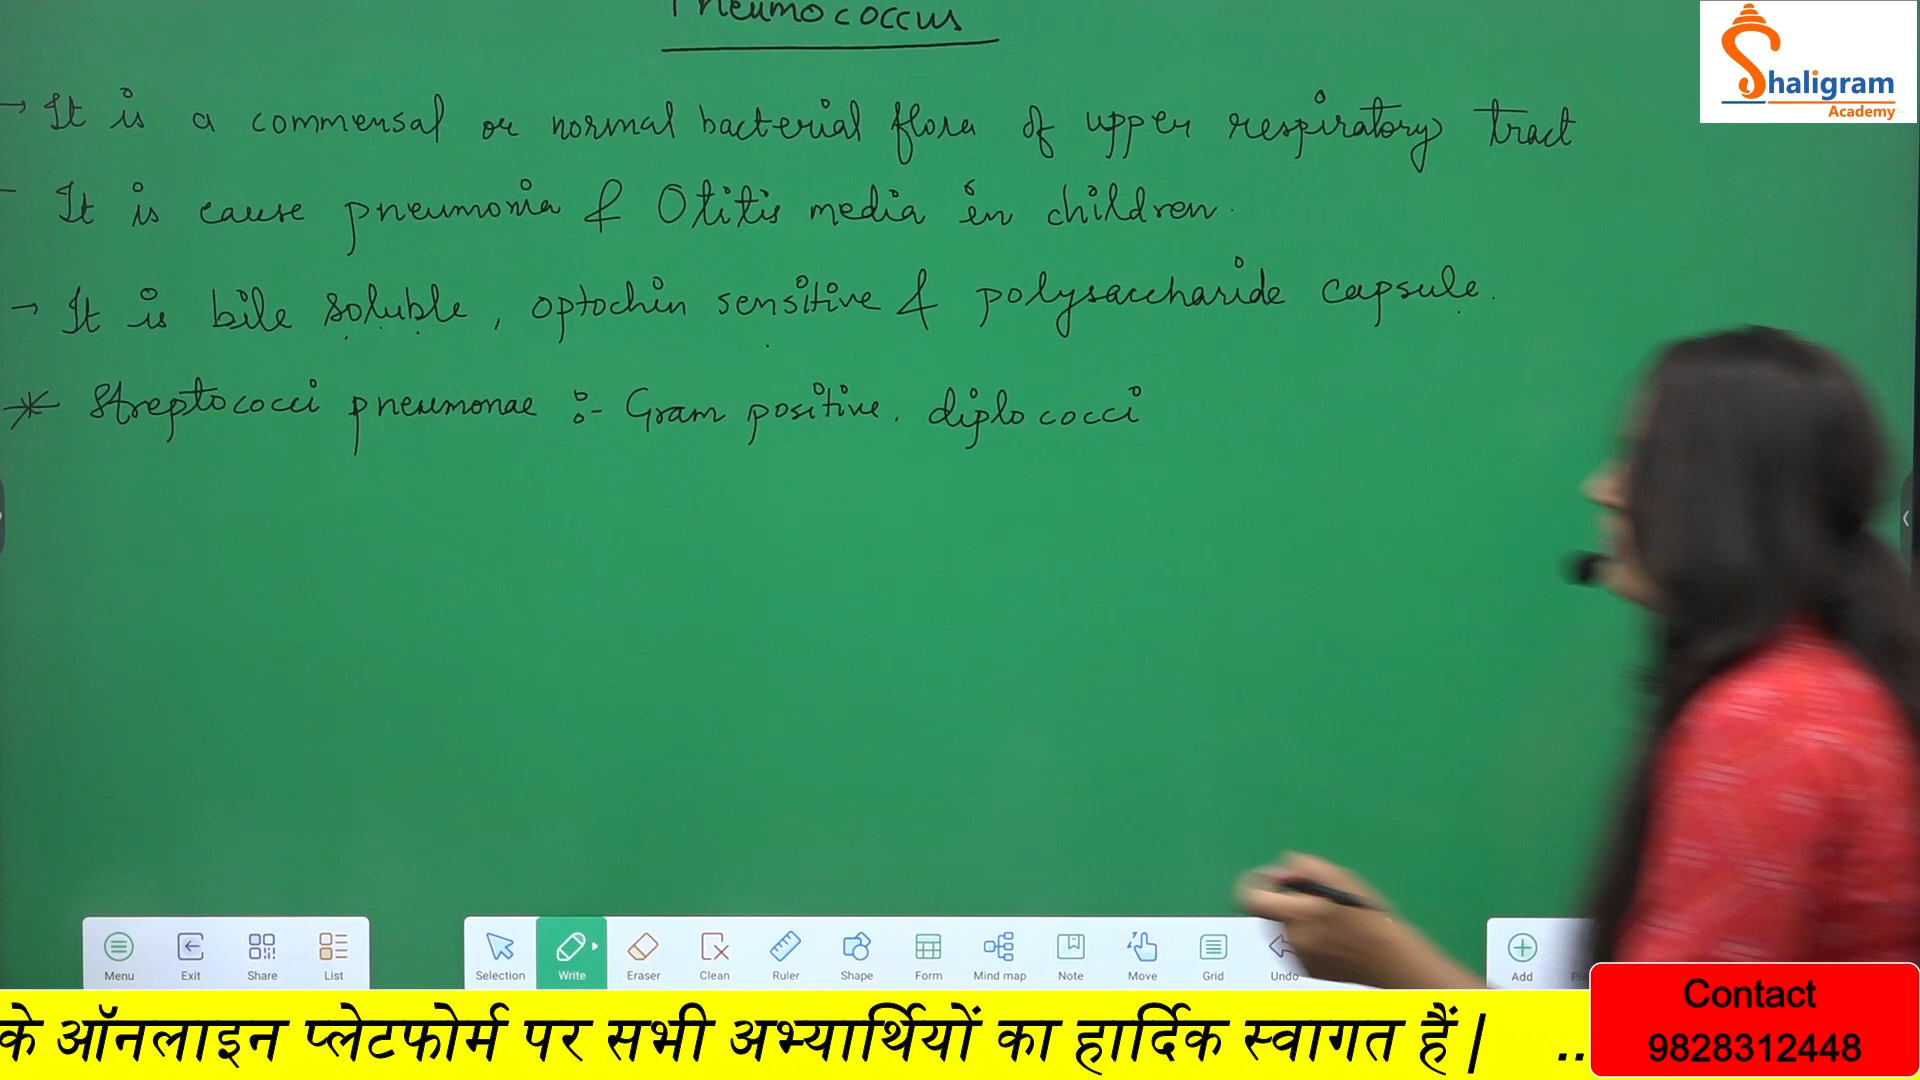 Pneumococcus
Shaligram
Academy
→ It is a commensal or normal bacterial flora of upper respiratory tract
- It is cause pneumonia & Otitis media in children.
→ It is bile soluble, optochin sensitive & polysaccharide capsule.
* Streptococci pneumonae :- Gram positive. diplococci
Menu Exit Share List Selection Write Eraser Clean Ruler Shape Form Mind map Note Move Grid Undo Add
के ऑनलाइन प्लेटफोर्म पर सभी अभ्यार्थियों का हार्दिक स्वागत हैं | ..
Contact
9828312448